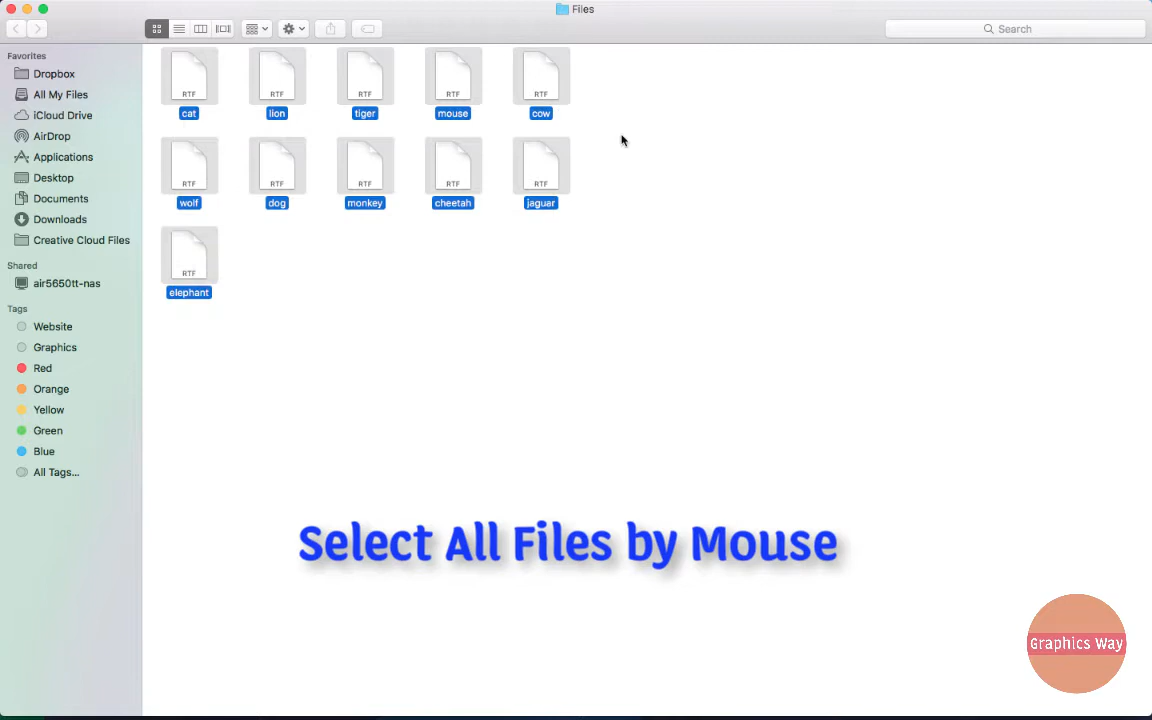 Files
Search
Favorites
Dropbox
All My Files
iCloud Drive
AirDrop
Applications
Desktop
Documents
Downloads
Creative Cloud Files
Shared
air5650tt-nas
Tags
Website
Graphics
Red
Orange
Yellow
Green
Blue
All Tags...
RTF RTF RTF RTF RTF
cat lion tiger mouse cow
RTF RTF RTF RTF RTF
wolf dog monkey cheetah jaguar
RTF
elephant
Select All Files by Mouse
Graphics Way